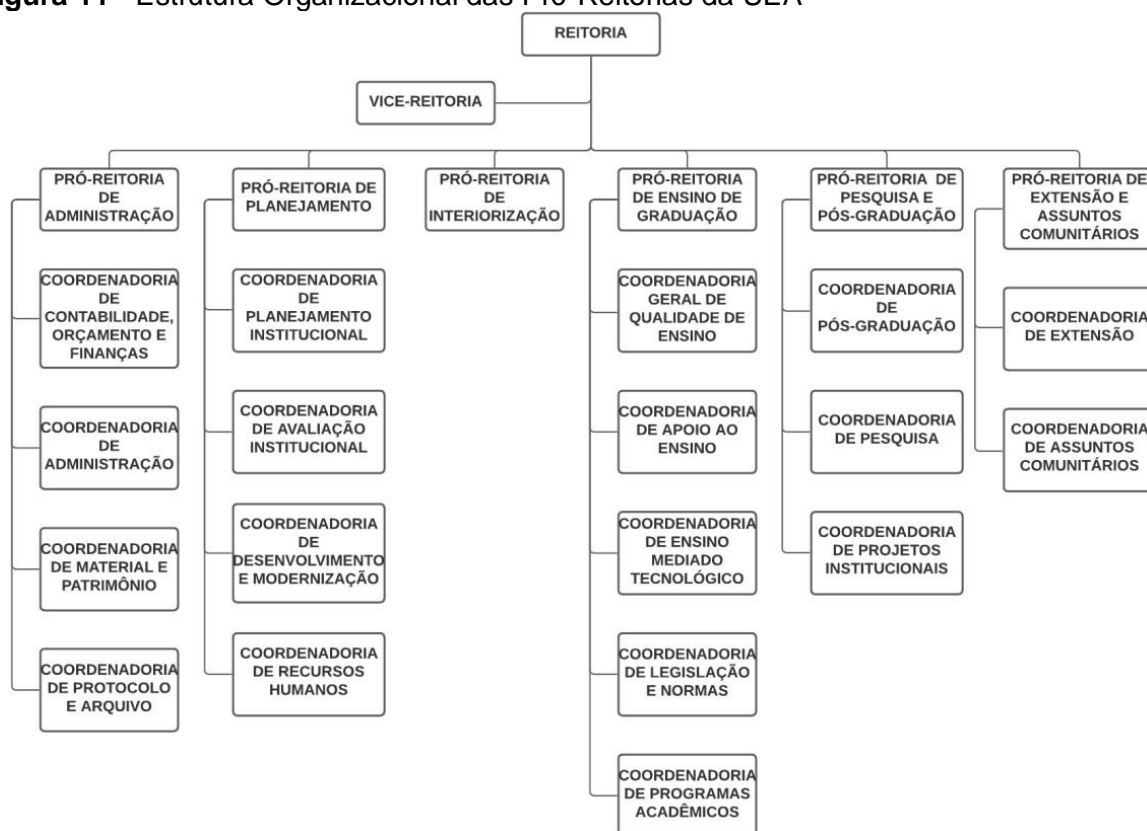 igura 11 - Estrutura Organizacional das Pró-Reitorias da UEA
REITORIA
VICE-REITORIA
PRÓ-REITORIA
DE
ADMINISTRAÇÃO
COORDENADORIA
DE
CONTABILIDADE,
ORÇAMENTO E
FINANÇAS
COORDENADORIA
DE
ADMINISTRAÇÃO
COORDENADORIA
DE MATERIAL E
PATRIMÔNIO
COORDENADORIA
DE PROTOCOLO
E ARQUIVO
PRÓ-REITORIA DE
PLANEJAMENTO
COORDENADORIA
DE
PLANEJAMENTO
INSTITUCIONAL
COORDENADORIA
DE AVALIAÇÃO
INSTITUCIONAL
COORDENADORIA
DE
DESENVOLVIMENTO
E MODERNIZAÇÃO
COORDENADORIA
DE RECURSOS
HUMANOS
PRÓ-REITORIA
DE
INTERIORIZAÇÃO
PRÓ-REITORIA
DE ENSINO DE
GRADUAÇÃO
COORDENADORIA
GERAL DE
QUALIDADE DE
ENSINO
COORDENADORIA
DE APOIO AO
ENSINO
COORDENADORIA
DE ENSINO
MEDIADO
TECNOLÓGICO
COORDENADORIA
DE LEGISLAÇÃO
E NORMAS
COORDENADORIA
DE PROGRAMAS
ACADÊMICOS
PRÓ-REITORIA DE
PESQUISA E
PÓS-GRADUAÇÃO
COORDENADORIA
DE
PÓS-GRADUAÇÃO
COORDENADORIA
DE PESQUISA
COORDENADORIA
DE PROJETOS
INSTITUCIONAIS
PRÓ-REITORIA DE
EXTENSÃO E
ASSUNTOS
COMUNITÁRIOS
COORDENADORIA
DE EXTENSÃO
COORDENADORIA
DE ASSUNTOS
COMUNITÁRIOS